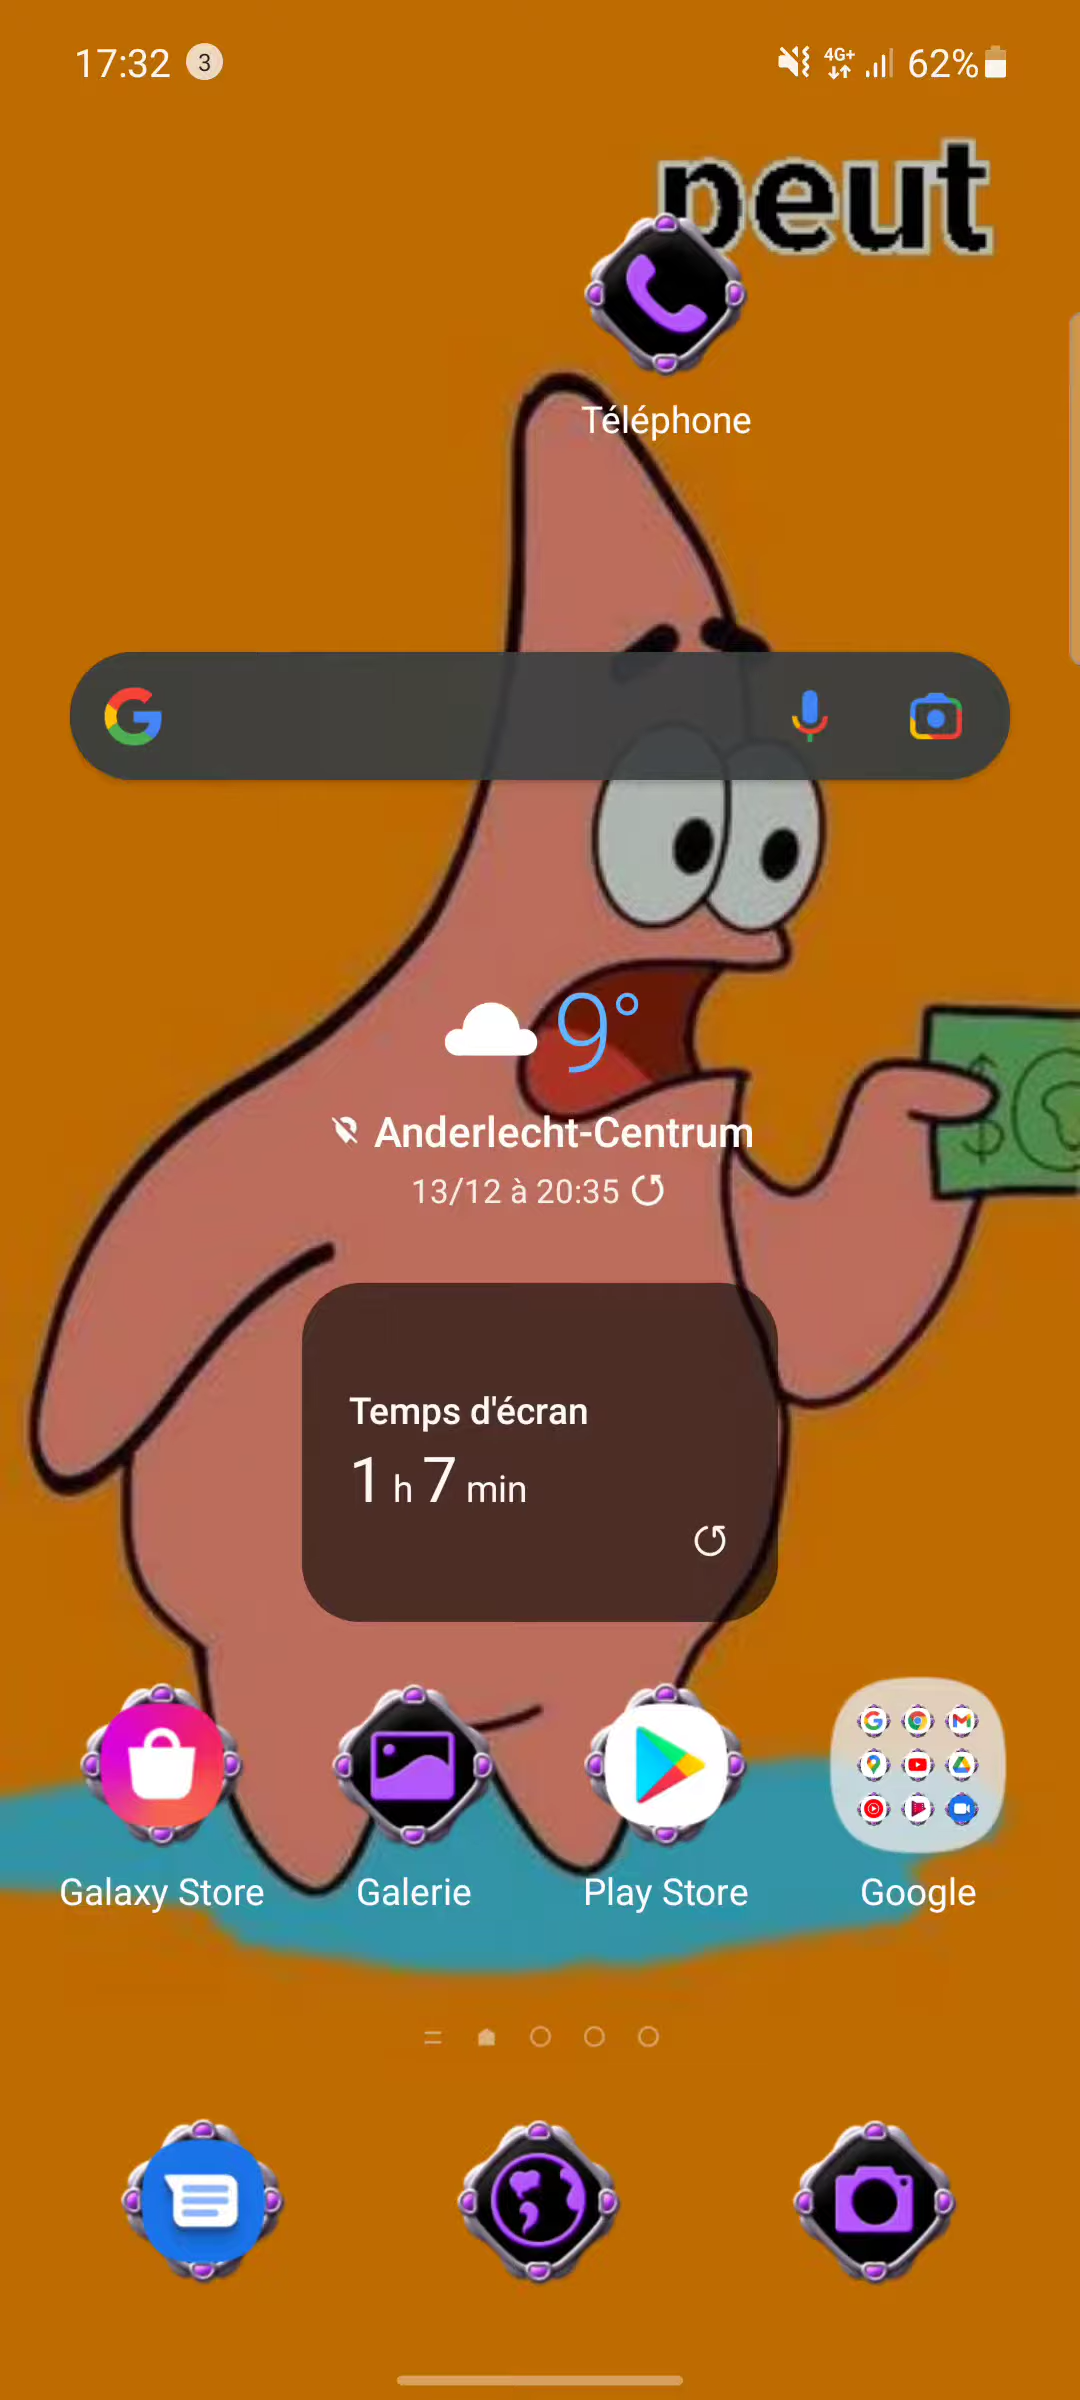 17:32 3 4G+ 62%
peut
Téléphone
9°
Anderlecht-Centrum
13/12 à 20:35
Temps d'écran
1 h 7 min
Galaxy Store Galerie Play Store Google